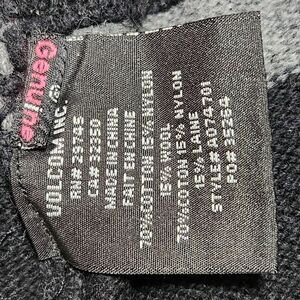 Genuine
VOLCOM INC.
RN# 29745
CA# 32350
MADE IN CHINA
FAIT EN CHINE
70% COTTON 15% NYLON
15% WOOL
70% COTON 15% NYLON
15% LAINE
STYLE# A074701
PO# 35264